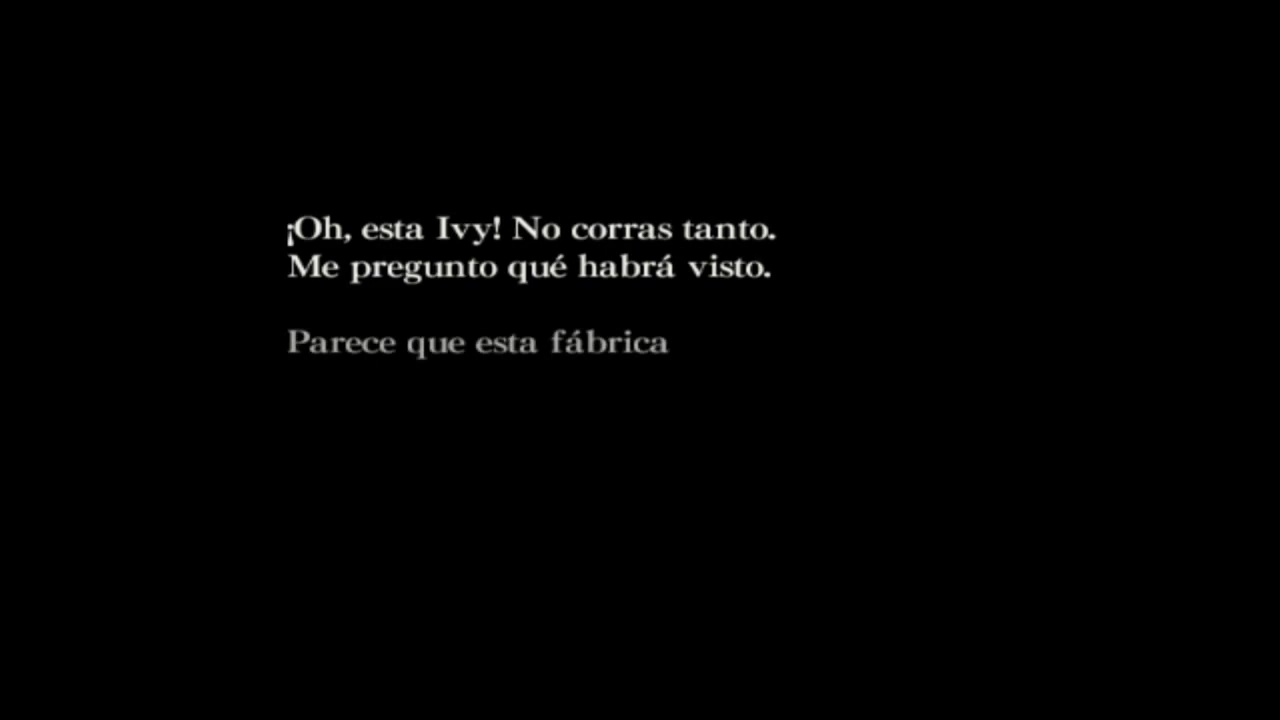 ¡Oh, esta Ivy! No corras tanto.
Me pregunto qué habrá visto.
Parece que esta fábrica